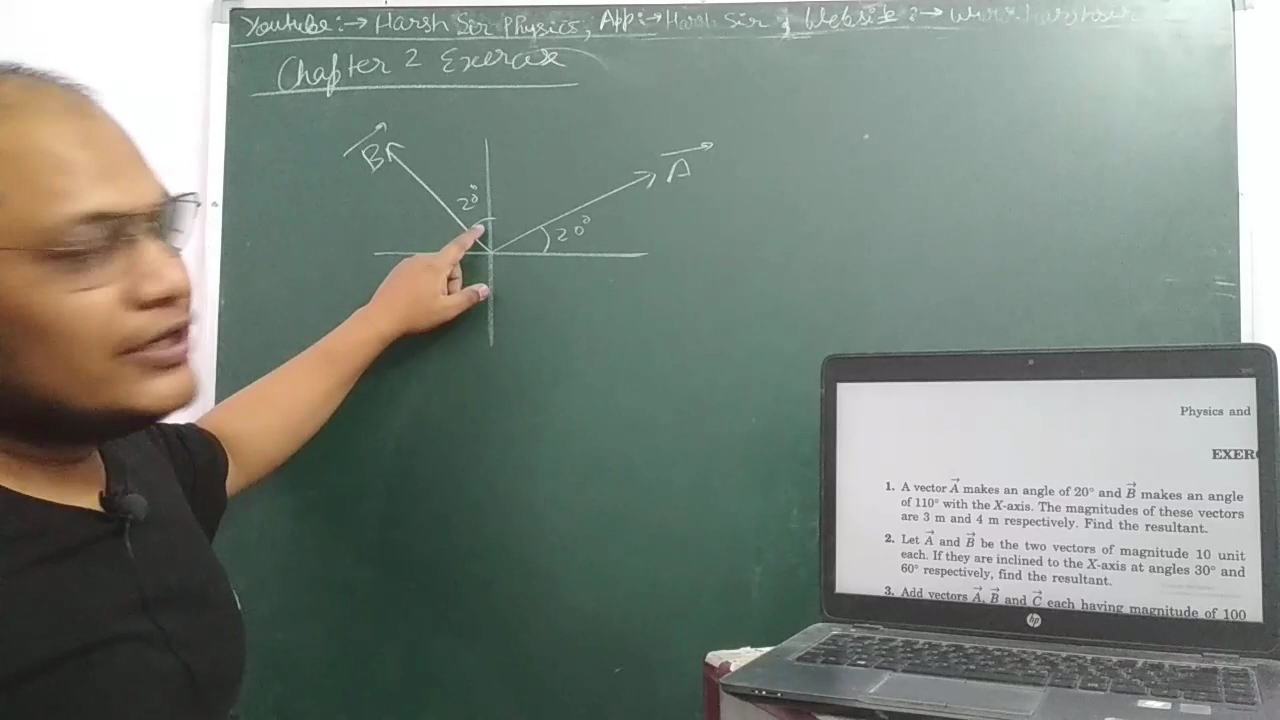 Youtube:→ Harsh Sir Physics, App:→ Harsh Sir, Website:→
Chapter 2 Exercise
B
A
20°
20°
Physics and
EXER
1. A vector A⃗ makes an angle of 20° and B⃗ makes an angle
of 110° with the X-axis. The magnitudes of these vectors
are 3 m and 4 m respectively. Find the resultant.
2. Let A⃗ and B⃗ be the two vectors of magnitude 10 unit
each. If they are inclined to the X-axis at angles 30° and
60° respectively, find the resultant.
3. Add vectors A⃗, B⃗ and C⃗ each having magnitude of 100
hp